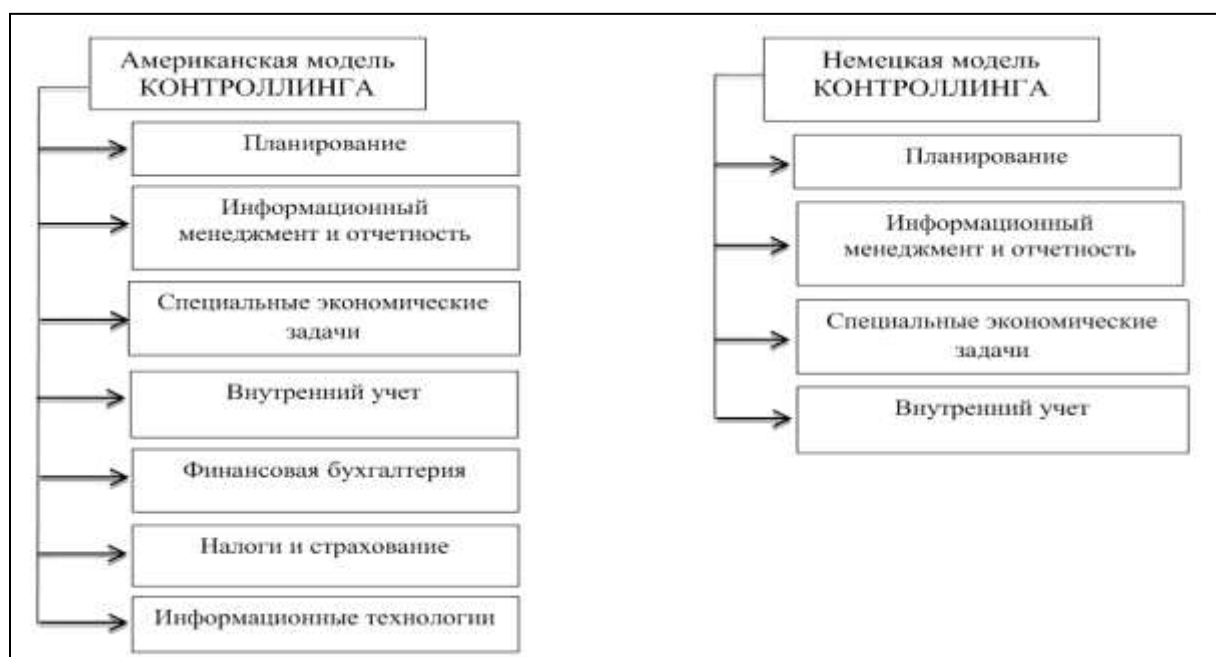 Американская модель
КОНТРОЛЛИНГА
Планирование
Информационный
менеджмент и отчетность
Специальные экономические
задачи
Внутренний учет
Финансовая бухгалтерия
Налоги и страхование
Информационные технологии
Немецкая модель
КОНТРОЛЛИНГА
Планирование
Информационный
менеджмент и отчетность
Специальные экономические
задачи
Внутренний учет